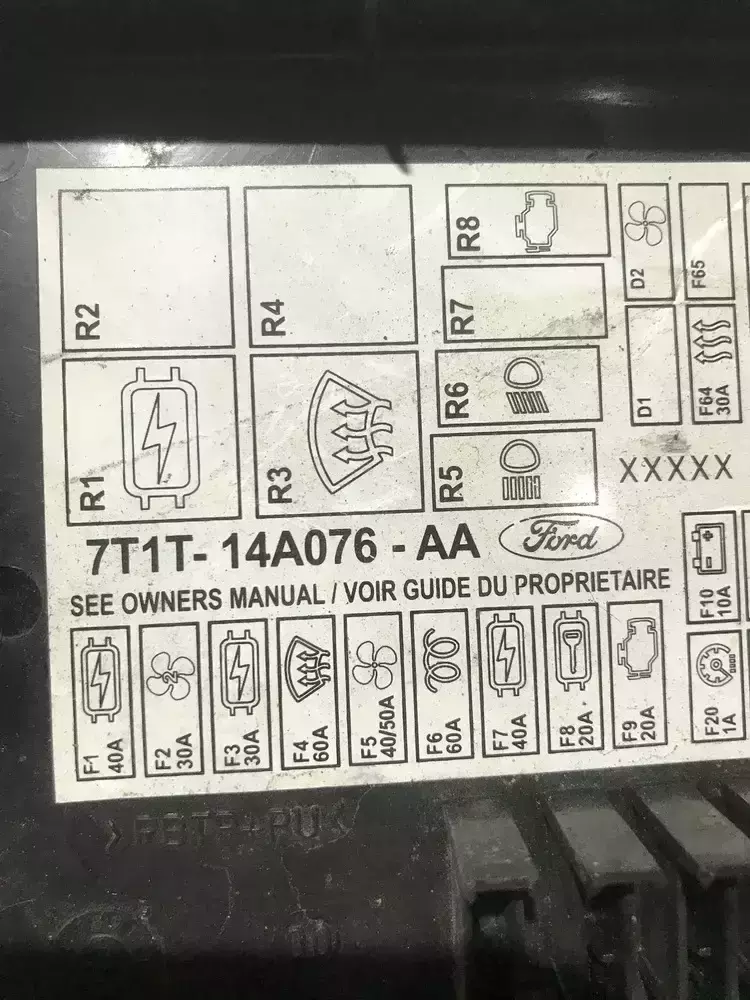 R2
R4
R8
R7
D2
F65
R1
R3
R6
R5
D1
F64
30A
XXXXX
7T1T-14A076-AA
Ford
SEE OWNERS MANUAL / VOIR GUIDE DU PROPRIETAIRE
F10
10A
F1
40A
2
F2
30A
F3
30A
F4
60A
F5
40/50A
F6
60A
F7
40A
F8
20A
F9
20A
F20
1A